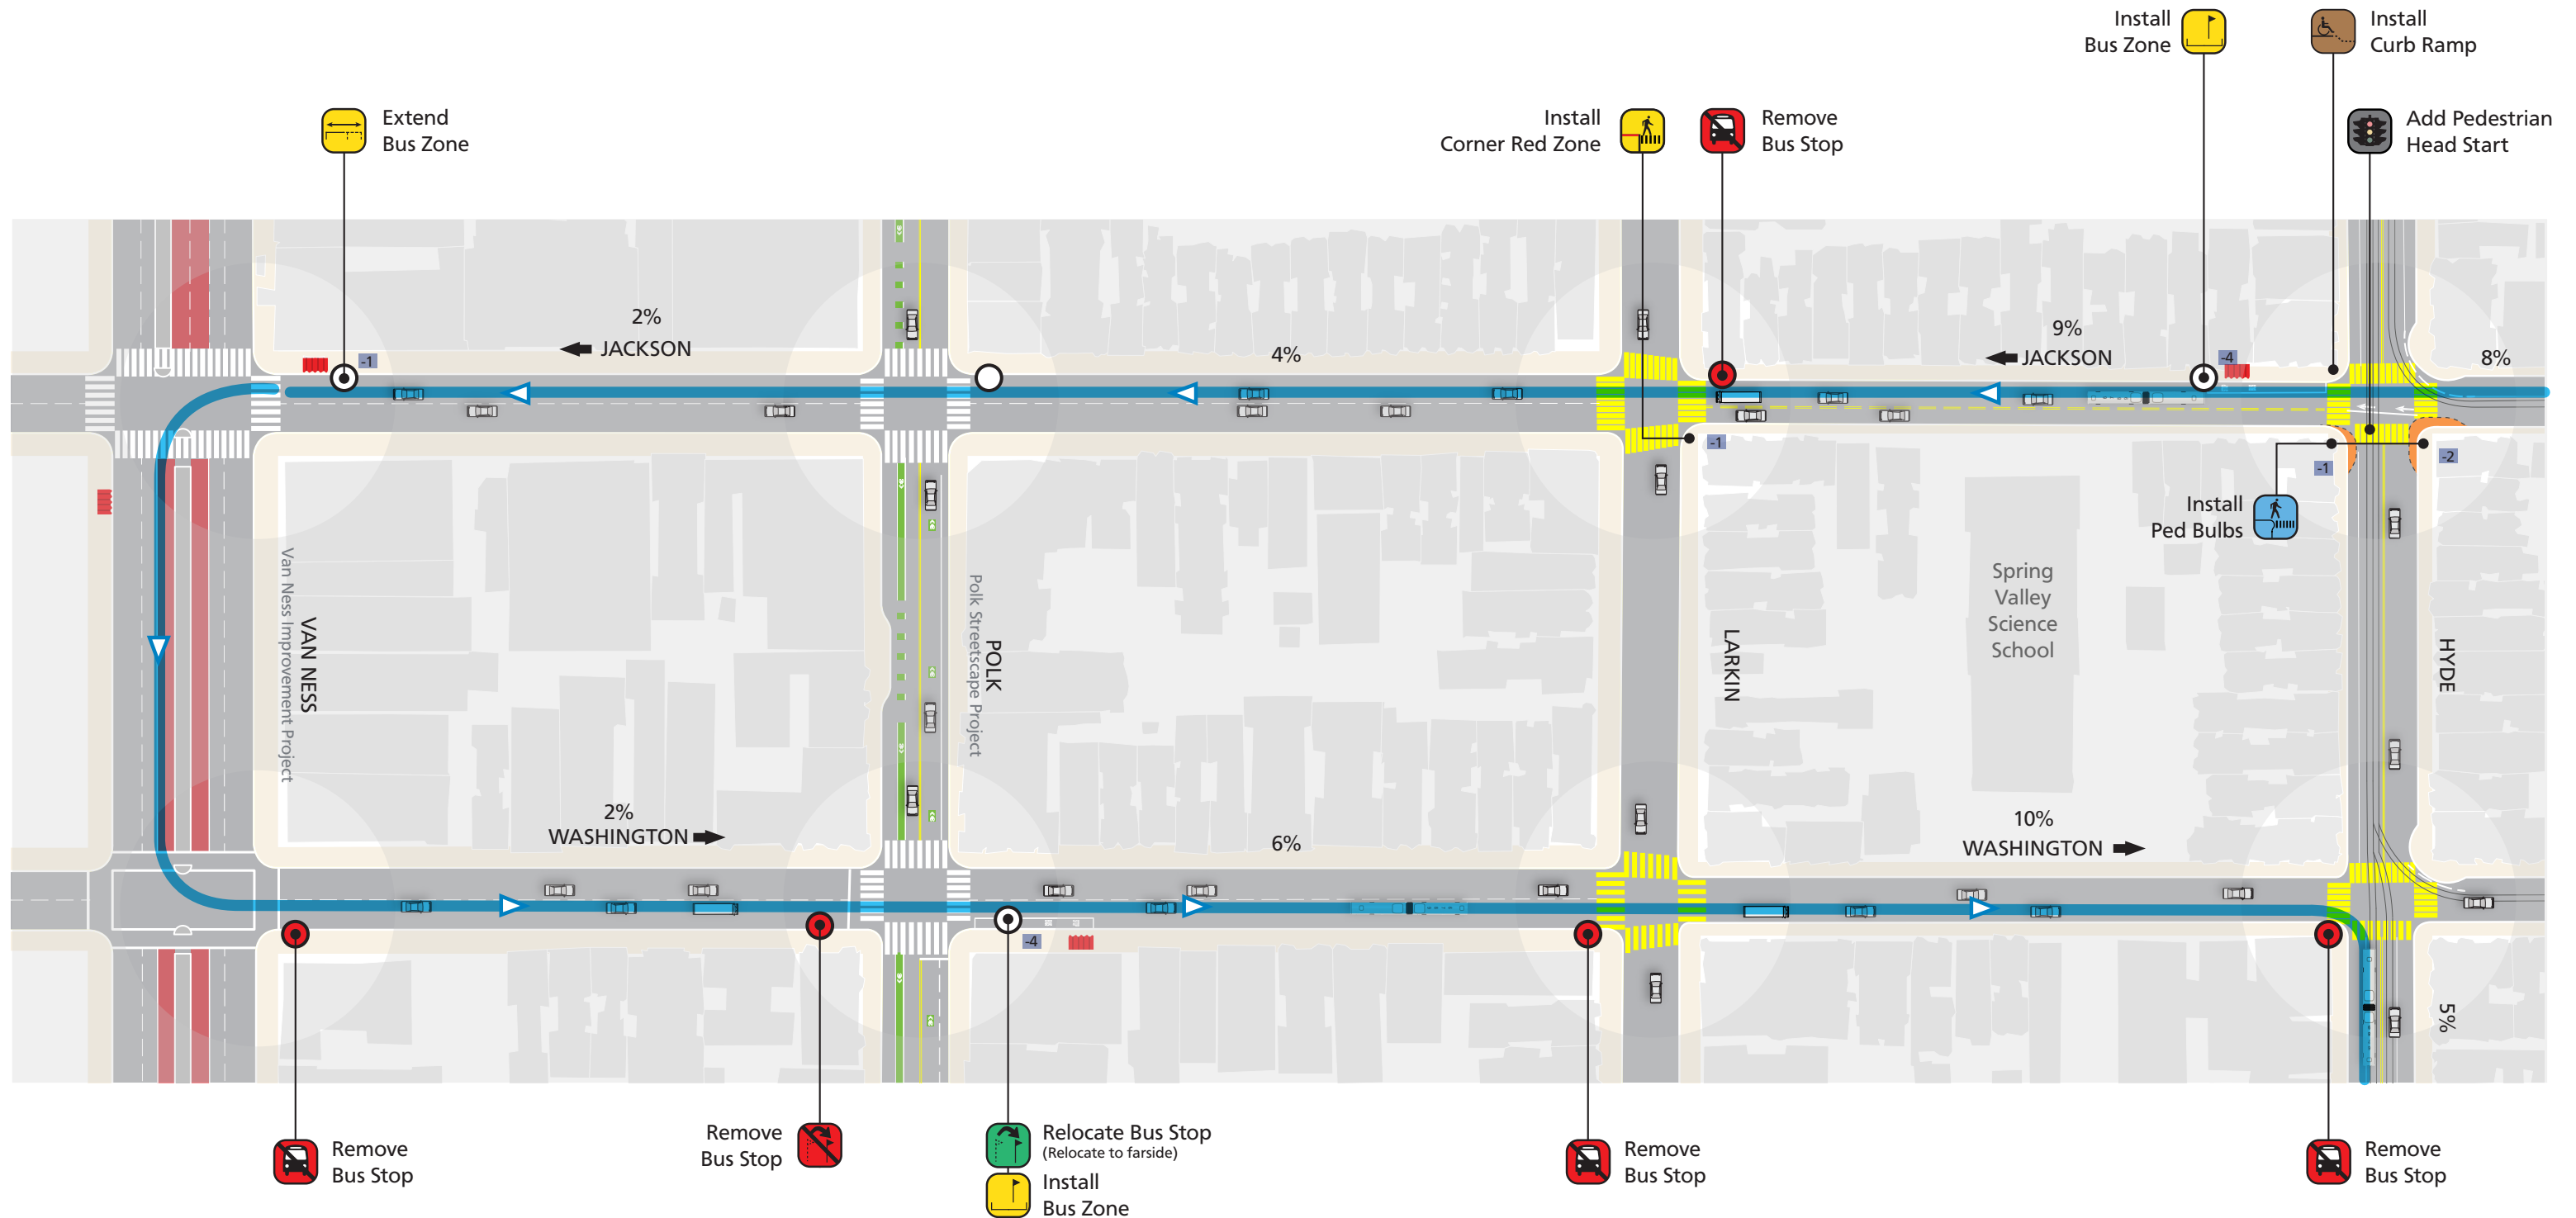 Install
Bus Zone
Install
Curb Ramp
Extend
Bus Zone
Install
Corner Red Zone
Remove
Bus Stop
Add Pedestrian
Head Start
2%
JACKSON
-1
4%
9%
JACKSON
-4
8%
-1
-1
-2
Install
Ped Bulbs
VAN NESS
Van Ness Improvement Project
POLK
Polk Streetscape Project
LARKIN
Spring
Valley
Science
School
HYDE
2%
WASHINGTON
6%
10%
WASHINGTON
-4
5%
Remove
Bus Stop
Remove
Bus Stop
Relocate Bus Stop
(Relocate to farside)
Install
Bus Zone
Remove
Bus Stop
Remove
Bus Stop